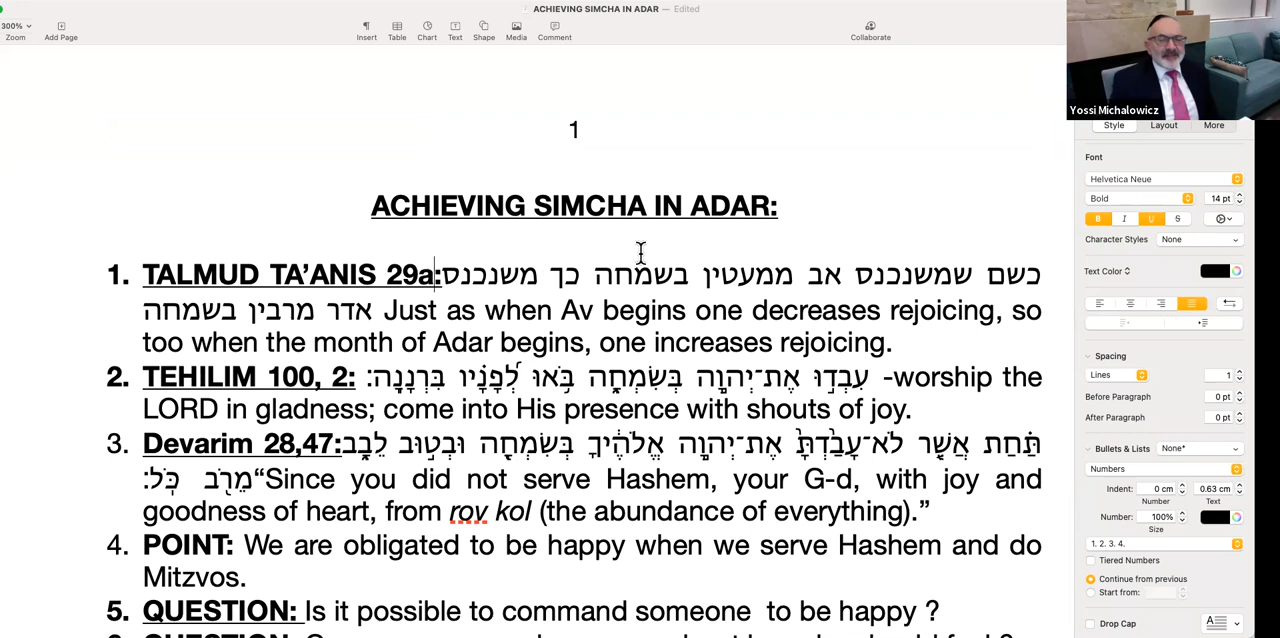 ACHIEVING SIMCHA IN ADAR — Edited
300%
Zoom
Add Page
Insert
Table
Chart
Text
Shape
Media
Comment
Collaborate
Yossi Michalowicz
1
ACHIEVING SIMCHA IN ADAR:
1. TALMUD TA’ANIS 29a:כשם שמשנכנס אב ממעטין בשמחה כך משנכנס
אדר מרבין בשמחה Just as when Av begins one decreases rejoicing, so
too when the month of Adar begins, one increases rejoicing.
2. TEHILIM 100, 2: עִבְד֣וּ אֶת־יְהוָ֣ה בְּשִׂמְחָ֑ה בֹּ֥אוּ לְ֝פָנָ֗יו בִּרְנָנָֽה׃ -worship the
LORD in gladness; come into His presence with shouts of joy.
3. Devarim 28,47:תַּ֗חַת אֲשֶׁ֤ר לֹא־עָבַ֙דְתָּ֙ אֶת־יְהוָ֣ה אֱלֹהֶ֔יךָ בְּשִׂמְחָ֖ה וּבְט֣וּב לֵבָ֑ב
מֵרֹ֖ב כֹּֽל׃“Since you did not serve Hashem, your G-d, with joy and
goodness of heart, from rov kol (the abundance of everything).”
4. POINT: We are obligated to be happy when we serve Hashem and do
Mitzvos.
5. QUESTION: Is it possible to command someone to be happy ?
Style
Layout
More
Font
Helvetica Neue
Bold
14 pt
B I U S
Character Styles
None
Text Color
Spacing
Lines
1
Before Paragraph
0 pt
After Paragraph
0 pt
Bullets & Lists
None*
Numbers
Indent:
0 cm
0.63 cm
Number
Text
Number:
100%
Size
1. 2. 3. 4.
Tiered Numbers
Continue from previous
Start from:
Drop Cap